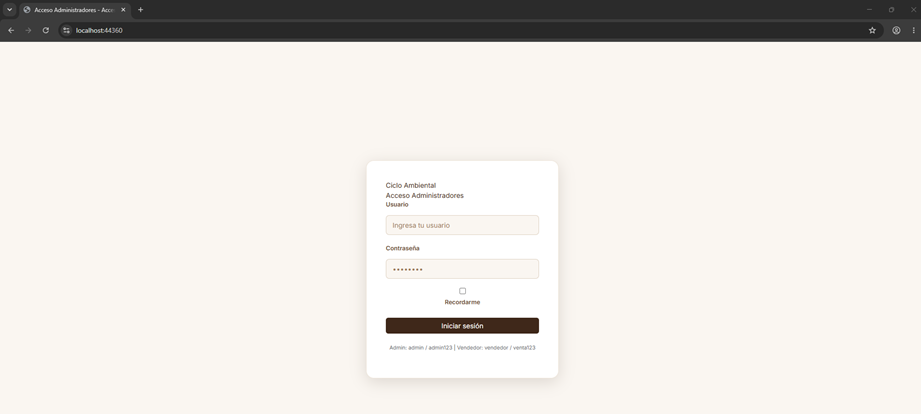 Acceso Administradores - Acce
localhost:44360
Ciclo Ambiental
Acceso Administradores
Usuario
Ingresa tu usuario
Contraseña
••••••••
Recordarme
Iniciar sesión
Admin: admin / admin123 | Vendedor: vendedor / venta123